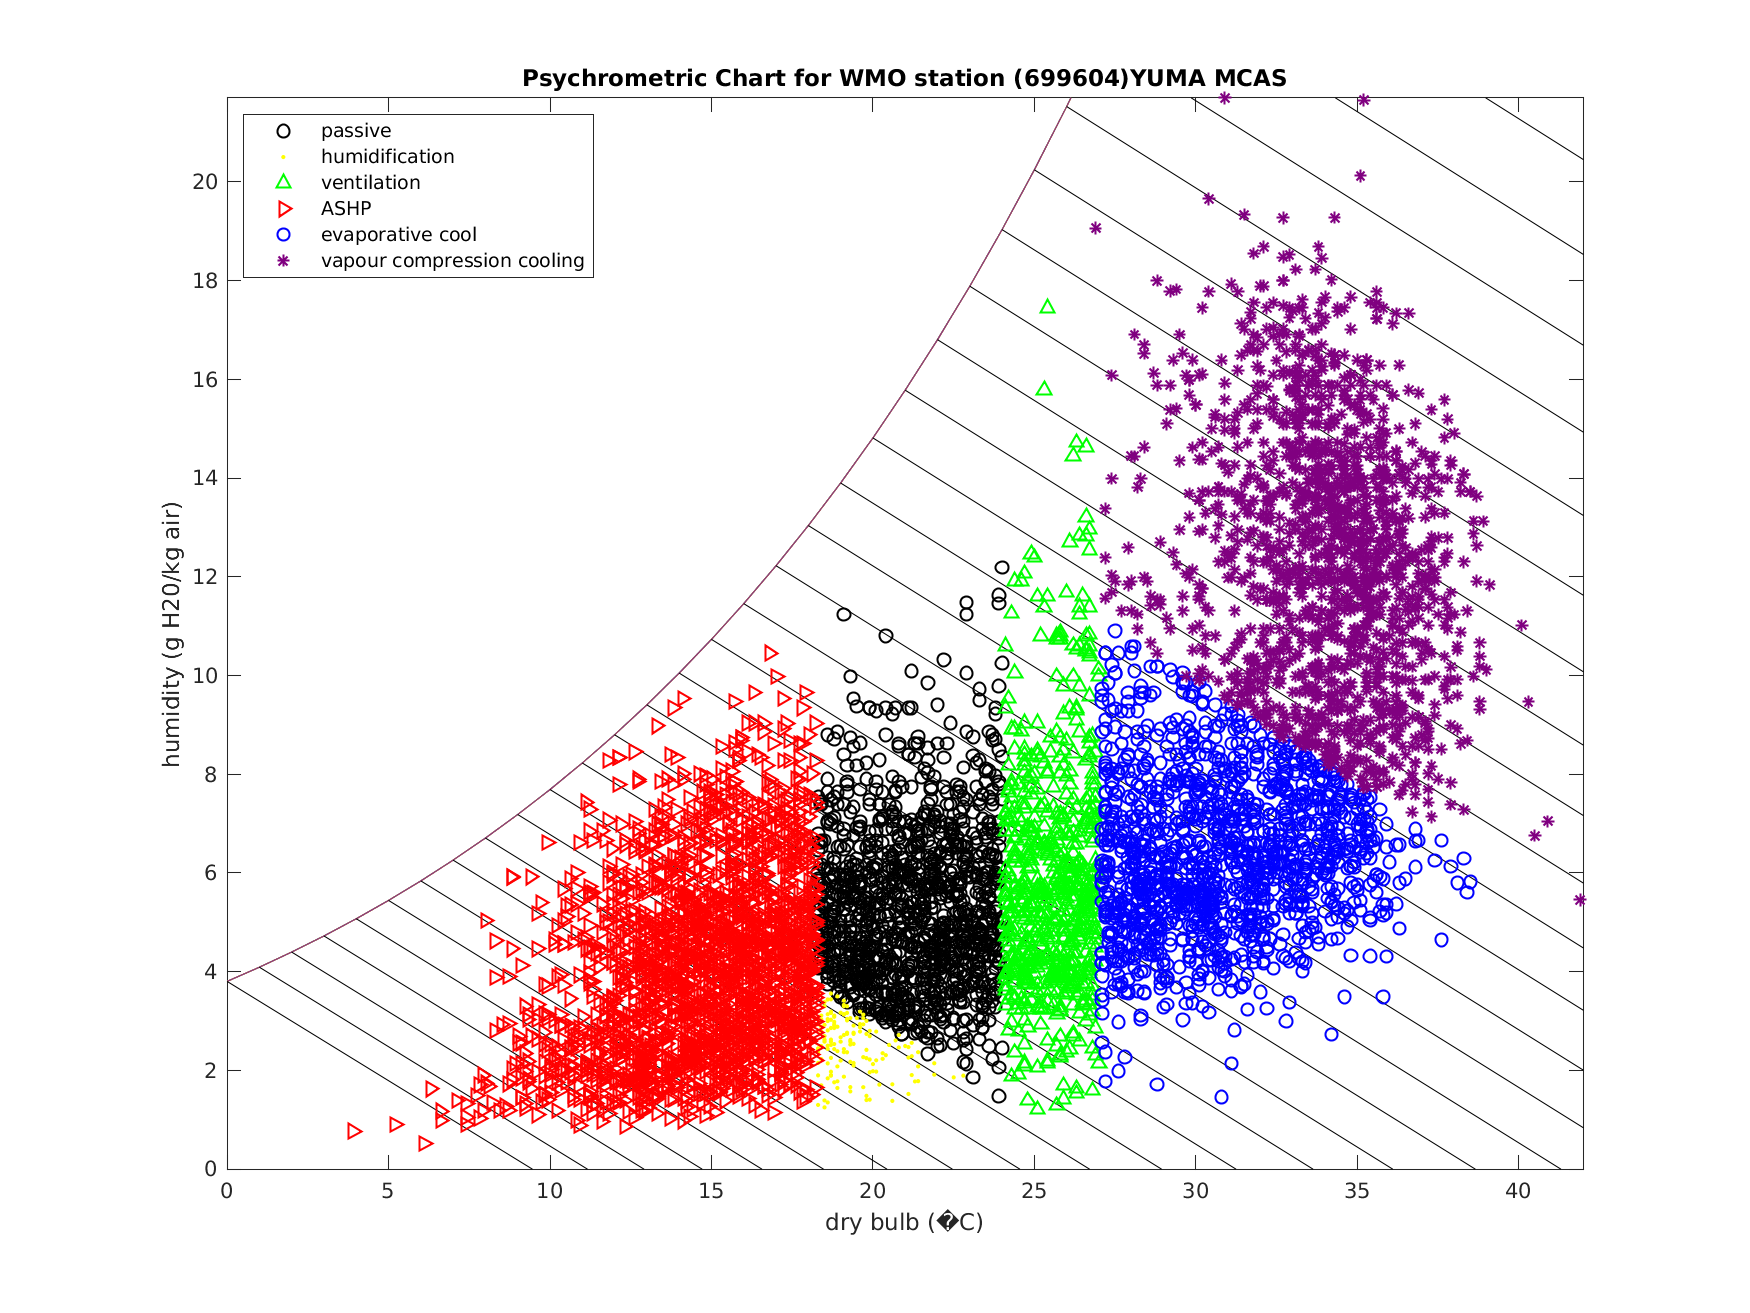 Psychrometric Chart for WMO station (699604)YUMA MCAS
passive
humidification
ventilation
ASHP
evaporative cool
vapour compression cooling
humidity (g H20/kg air)
20
18
16
14
12
10
8
6
4
2
0
0 5 10 15 20 25 30 35 40
dry bulb (�C)